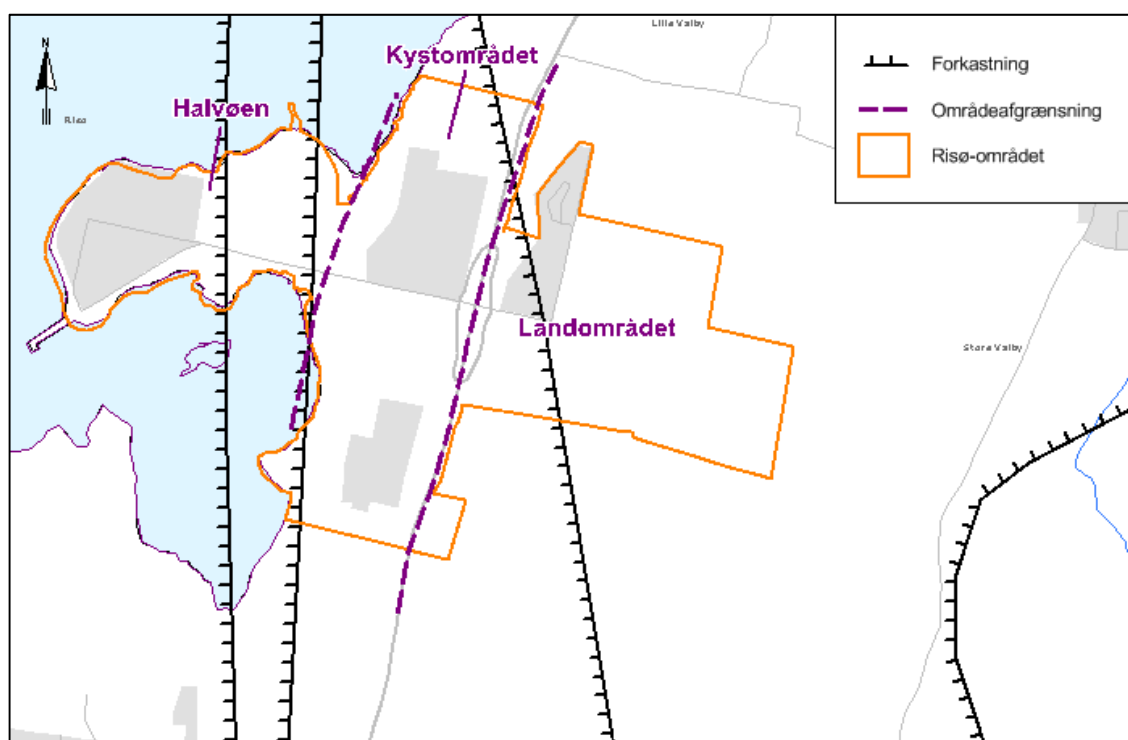 Lille Valby
Kystområdet
N
Halvøen
Risø
Forkastning
Områdeafgrænsning
Risø-området
Landområdet
Store Valby